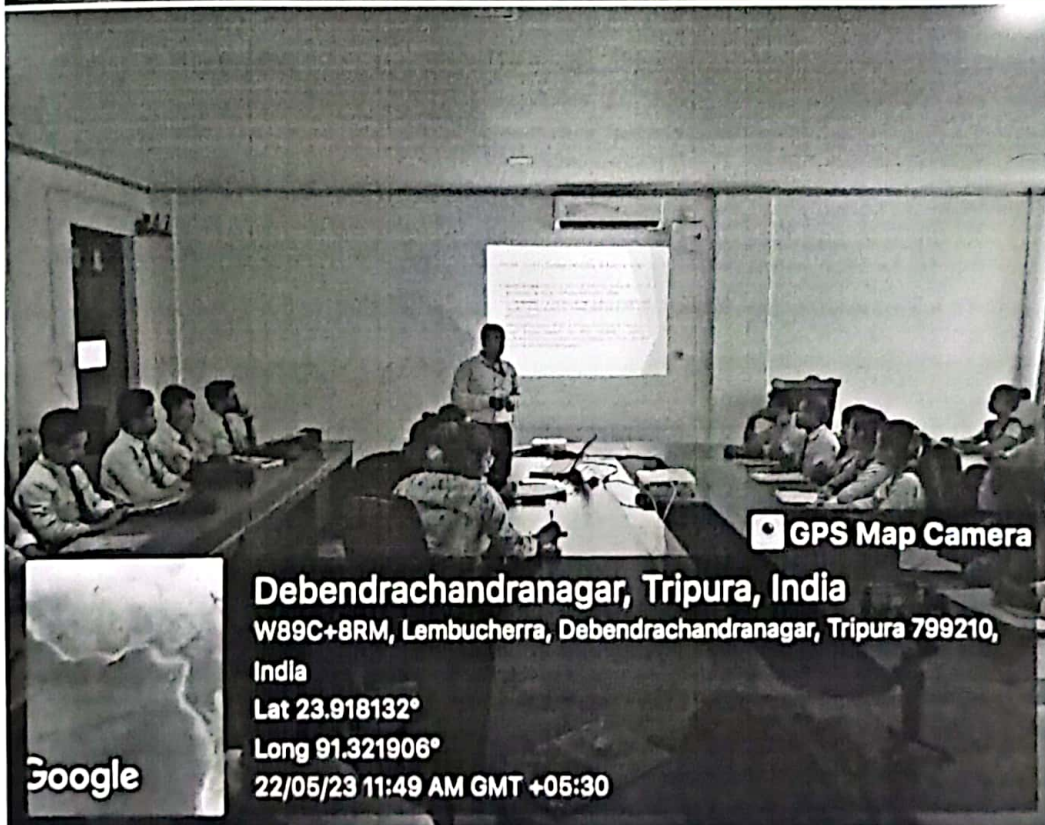 GPS Map Camera
Debendrachandranagar, Tripura, India
W89C+8RM, Lembucherra, Debendrachandranagar, Tripura 799210,
India
Lat 23.918132°
Long 91.321906°
22/05/23 11:49 AM GMT +05:30
Google